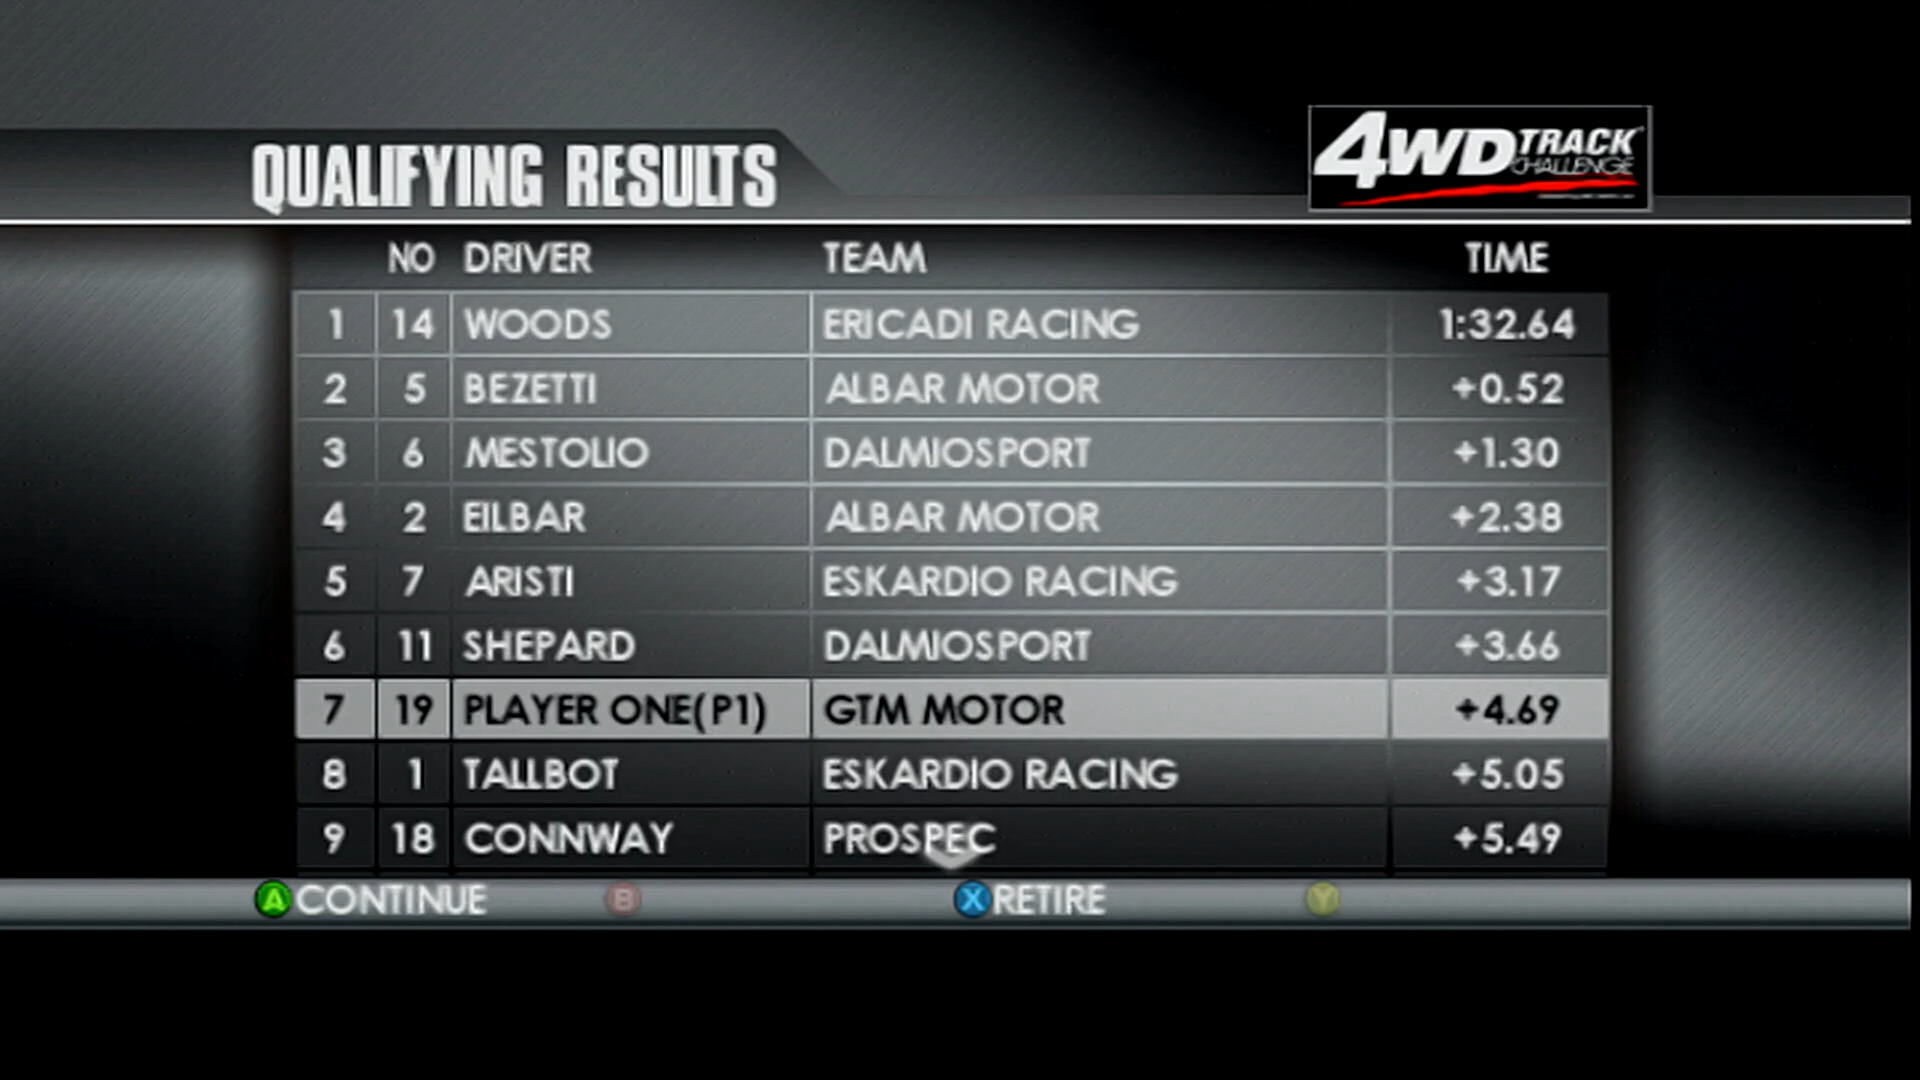 QUALIFYING RESULTS
4WD TRACK
CHALLENGE
NO DRIVER TEAM TIME
1 14 WOODS ERICADI RACING 1:32.64
2 5 BEZETTI ALBAR MOTOR +0.52
3 6 MESTOLIO DALMIOSPORT +1.30
4 2 EILBAR ALBAR MOTOR +2.38
5 7 ARISTI ESKARDIO RACING +3.17
6 11 SHEPARD DALMIOSPORT +3.66
7 19 PLAYER ONE(P1) GTM MOTOR +4.69
8 1 TALLBOT ESKARDIO RACING +5.05
9 18 CONNWAY PROSPEC +5.49
A CONTINUE B X RETIRE Y